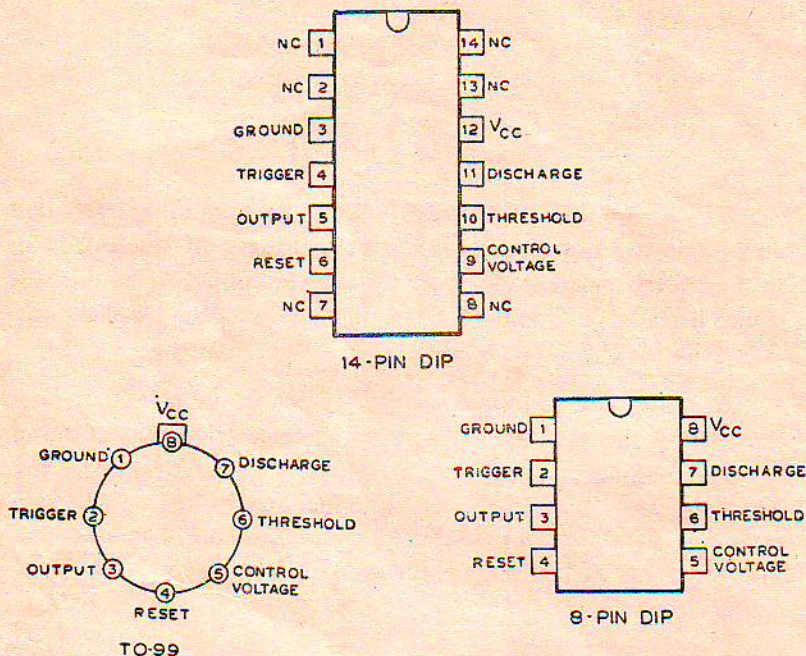 NC 1 14 NC
NC 2 13 NC
GROUND 3 12 VCC
TRIGGER 4 11 DISCHARGE
OUTPUT 5 10 THRESHOLD
RESET 6 9 CONTROL
VOLTAGE
NC 7 8 NC
14-PIN DIP
VCC
8
GROUND 1
7 DISCHARGE
TRIGGER 2
6 THRESHOLD
OUTPUT 3
5 CONTROL
VOLTAGE
4
RESET
TO-99
GROUND 1 8 VCC
TRIGGER 2 7 DISCHARGE
OUTPUT 3 6 THRESHOLD
RESET 4 5 CONTROL
VOLTAGE
8-PIN DIP